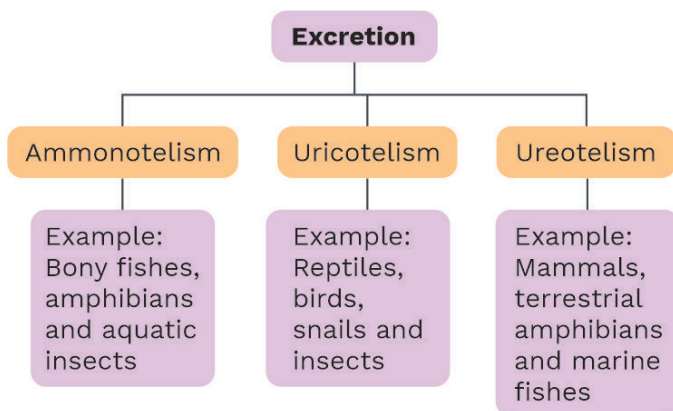 Excretion
Ammonotelism
Uricotelism
Ureotelism
Example:
Bony fishes,
amphibians
and aquatic
insects
Example:
Reptiles,
birds,
snails and
insects
Example:
Mammals,
terrestrial
amphibians
and marine
fishes